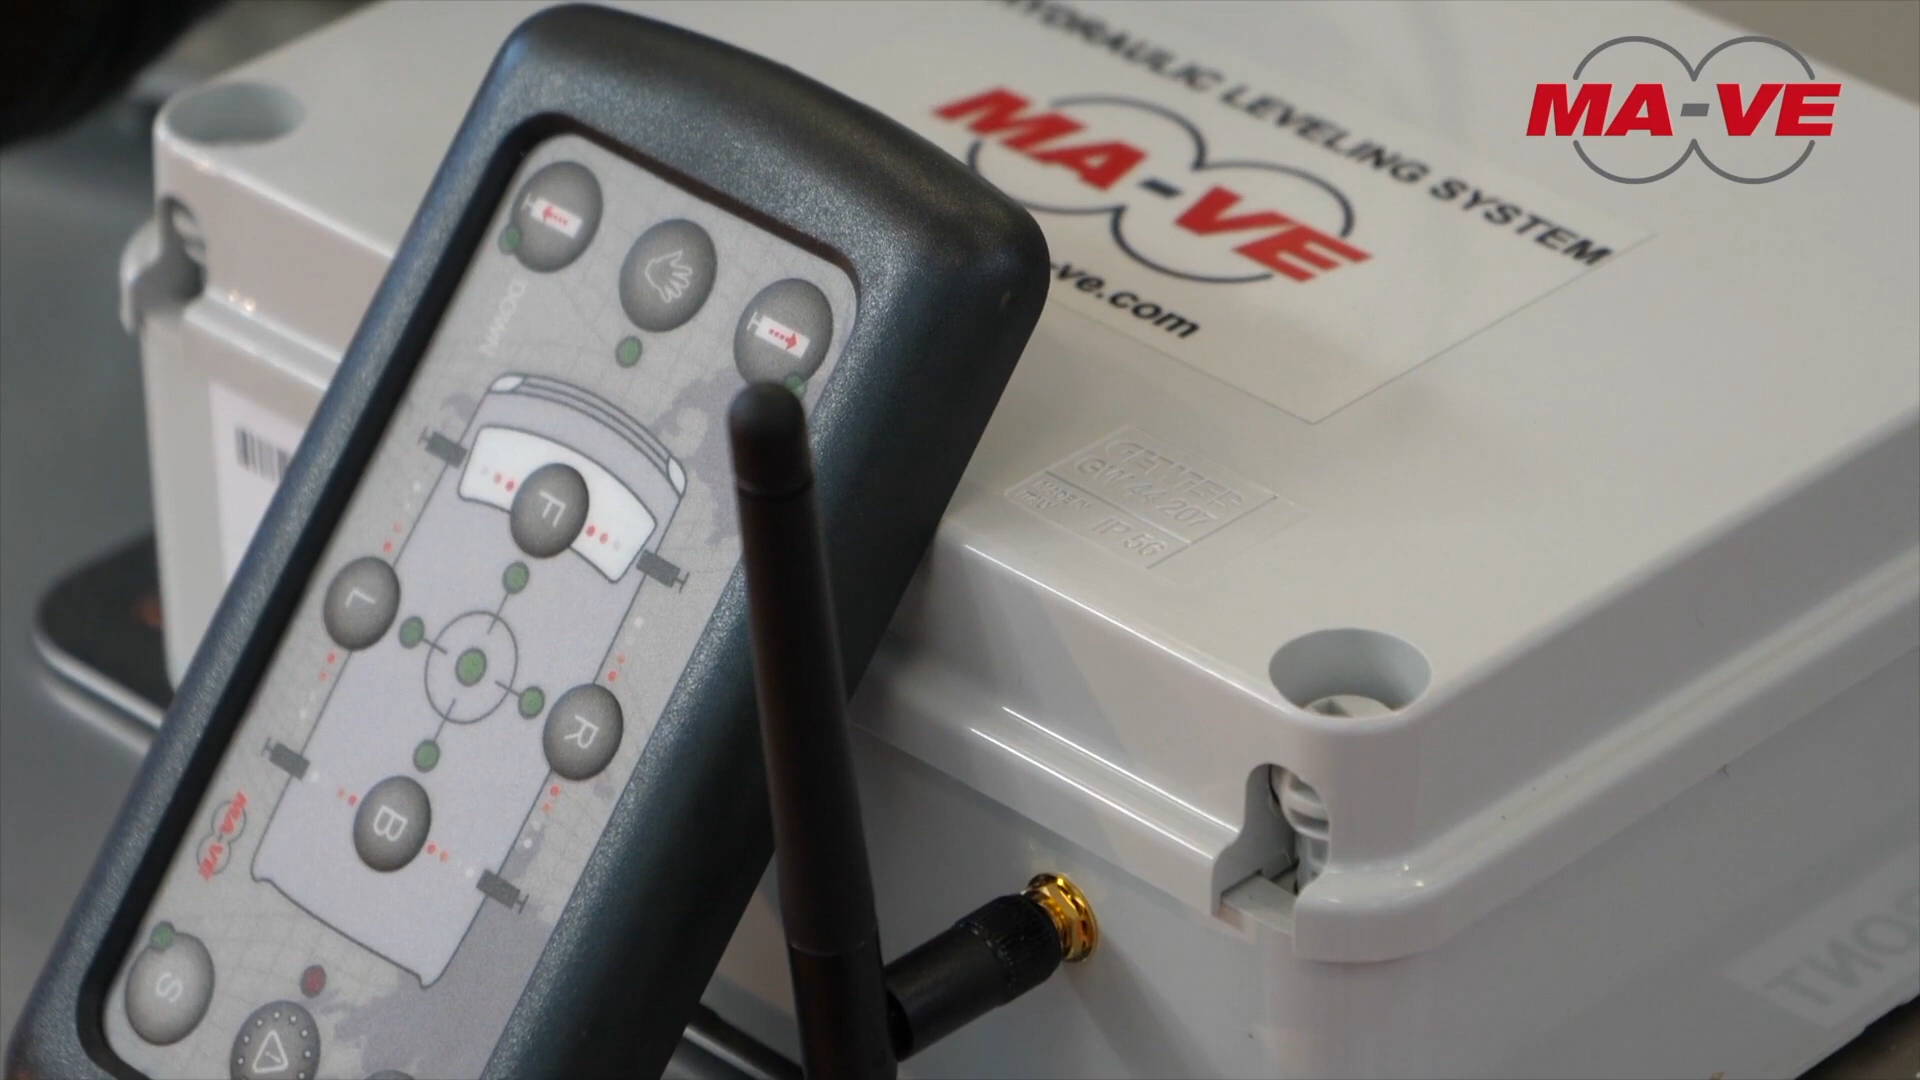 MA-VE
HYDRAULIC LEVELING SYSTEM
MA-VE
-ve.com
GEWISS
GW 44 207
MADE IN
ITALY
IP 56
DOWN
F
L
R
B
MA-VE
S